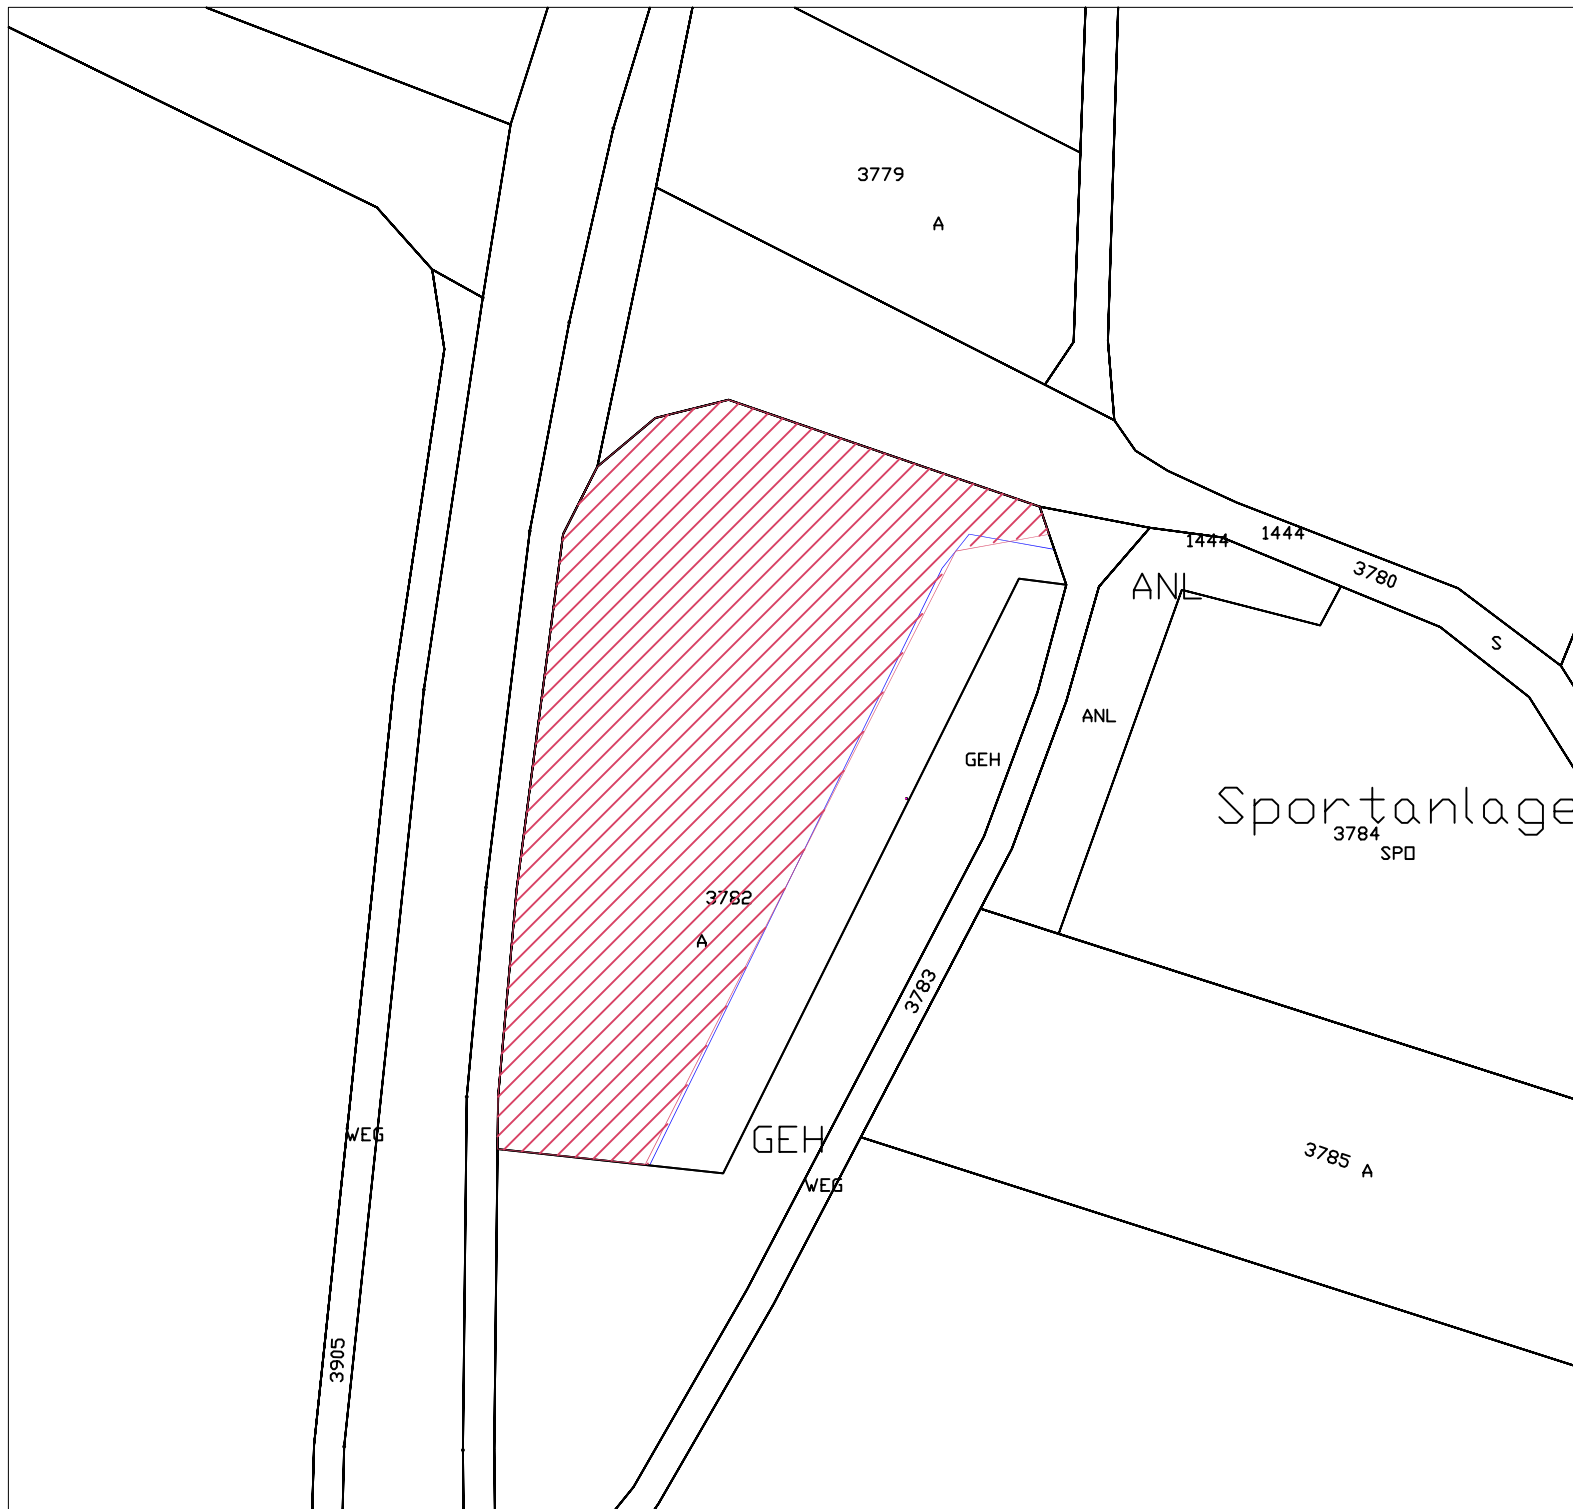 3779
A
1444
1444
3780
ANL
S
ANL
GEH
Sportanlage
3784
SPO
3782
A
3783
WEG
GEH
3785 A
WEG
3905